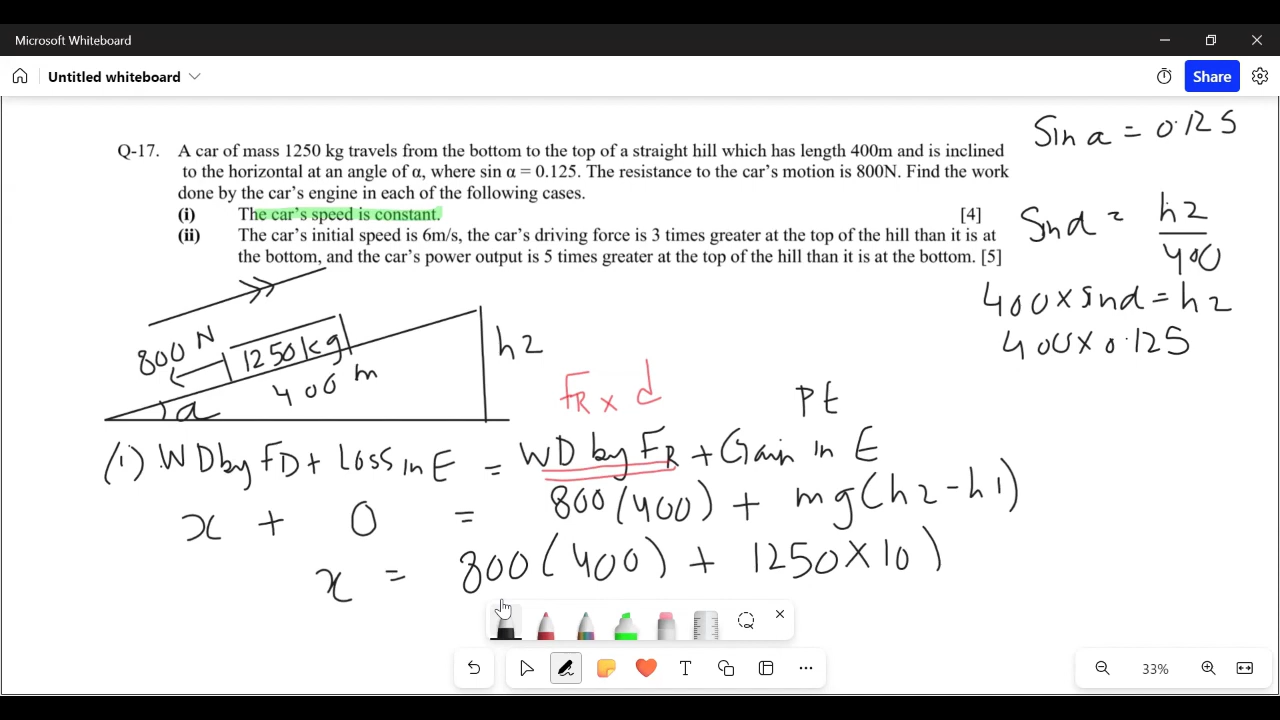 Microsoft Whiteboard
Untitled whiteboard
Share
Q-17. A car of mass 1250 kg travels from the bottom to the top of a straight hill which has length 400m and is inclined
to the horizontal at an angle of α, where sin α = 0.125. The resistance to the car's motion is 800N. Find the work
done by the car's engine in each of the following cases.
(i) The car's speed is constant. [4]
(ii) The car's initial speed is 6m/s, the car's driving force is 3 times greater at the top of the hill than it is at
the bottom, and the car's power output is 5 times greater at the top of the hill than it is at the bottom. [5]
Sin α = 0.125
Sin α = h2/400
400 x sin α = h2
400 x 0.125
800 N
1250 kg
400 m
h2
α
FR x d
PE
(i) WD by FD + Loss in E = WD by FR + Gain in E
x + 0 = 800(400) + mg(h2-h1)
x = 800(400) + 1250 x 10)
33%